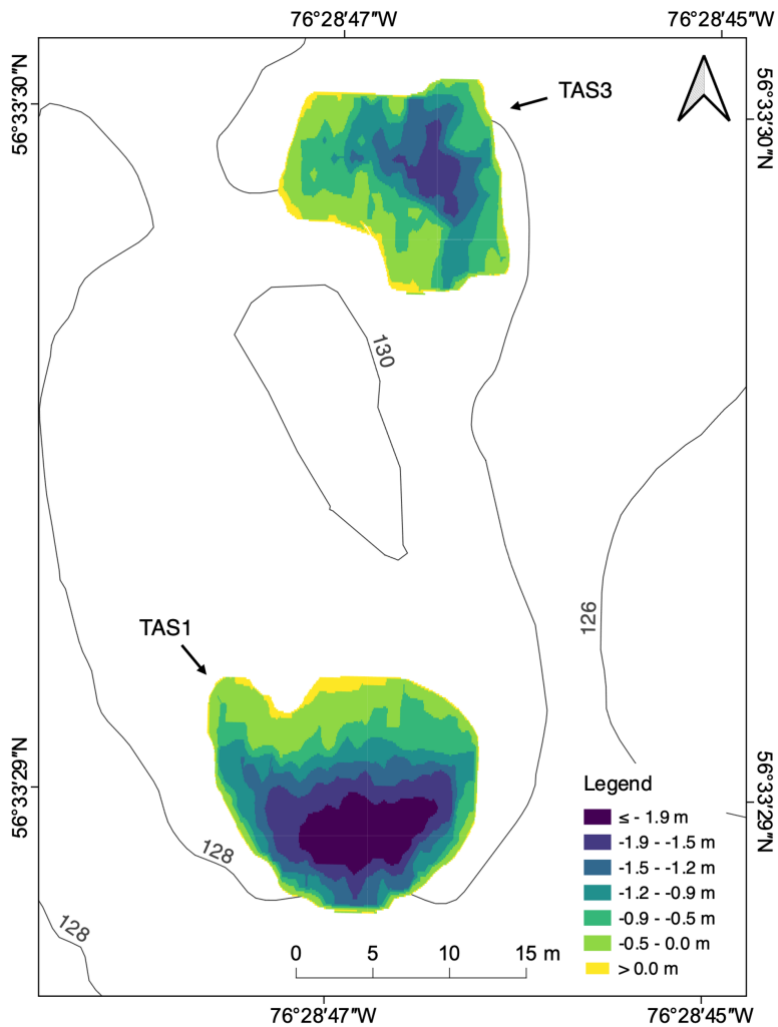 76°28′47″W 76°28′45″W
56°33′30″N
56°33′30″N
TAS3
130
126
TAS1
56°33′29″N
56°33′29″N
128
128
Legend
≤ - 1.9 m
-1.9 - -1.5 m
-1.5 - -1.2 m
-1.2 - -0.9 m
-0.9 - -0.5 m
-0.5 - 0.0 m
> 0.0 m
0 5 10 15 m
76°28′47″W 76°28′45″W